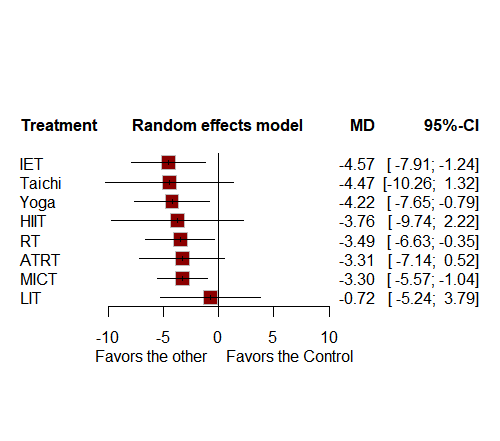 Treatment Random effects model MD 95%-CI
IET -4.57 [ -7.91; -1.24]
Taichi -4.47 [-10.26; 1.32]
Yoga -4.22 [ -7.65; -0.79]
HIIT -3.76 [ -9.74; 2.22]
RT -3.49 [ -6.63; -0.35]
ATRT -3.31 [ -7.14; 0.52]
MICT -3.30 [ -5.57; -1.04]
LIT -0.72 [ -5.24; 3.79]
-10 -5 0 5 10
Favors the other Favors the Control